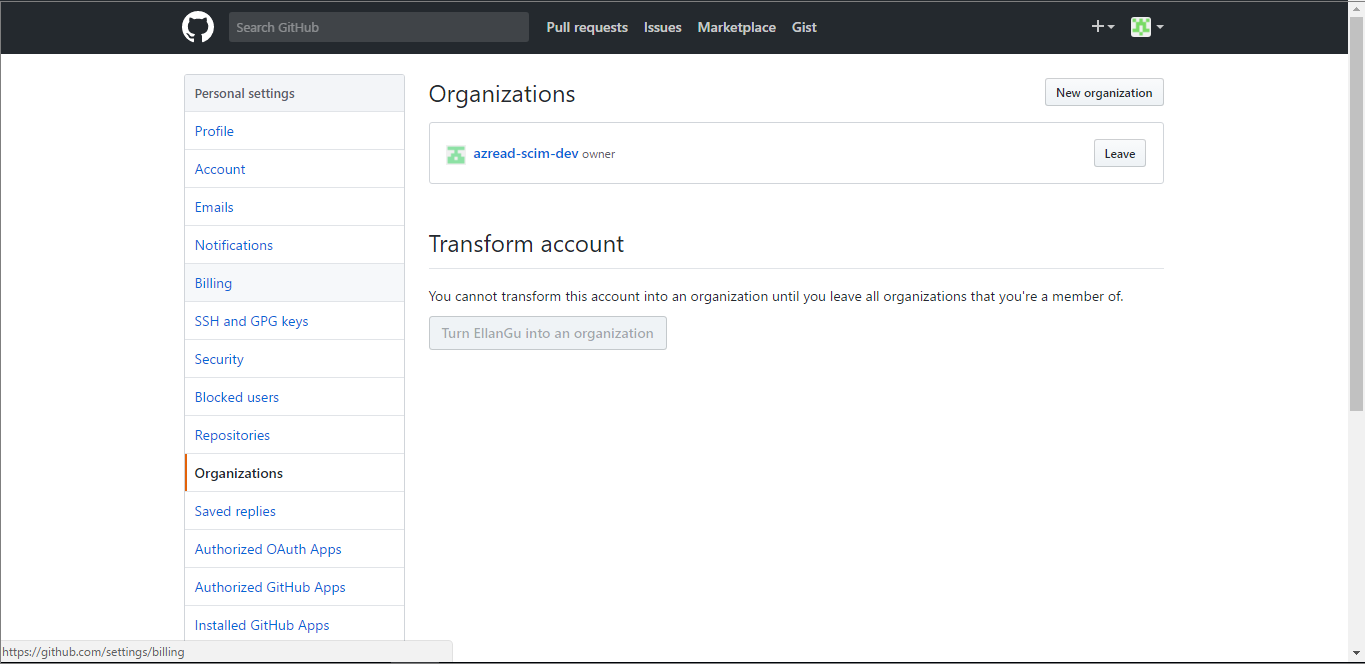 Search GitHub
Pull requests Issues Marketplace Gist
Personal settings
Profile
Account
Emails
Notifications
Billing
SSH and GPG keys
Security
Blocked users
Repositories
Organizations
Saved replies
Authorized OAuth Apps
Authorized GitHub Apps
Installed GitHub Apps
Organizations
New organization
azread-scim-dev owner
Leave
Transform account
You cannot transform this account into an organization until you leave all organizations that you're a member of.
Turn EllanGu into an organization
https://github.com/settings/billing